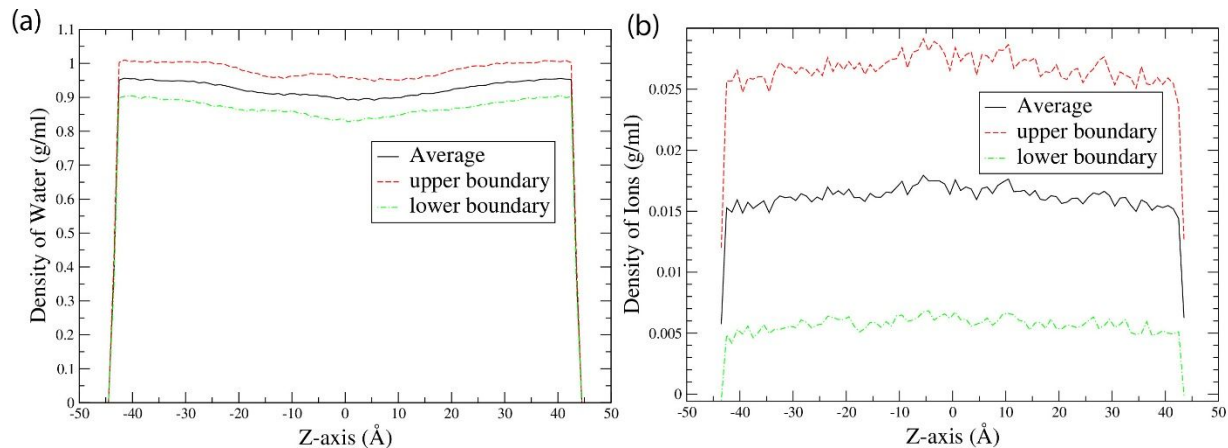 (a)
1.1
1
0.9
0.8
0.7
0.6
0.5
0.4
0.3
0.2
0.1
0
Density of Water (g/ml)
Average
upper boundary
lower boundary
-50 -40 -30 -20 -10 0 10 20 30 40 50
Z-axis (Å)
(b)
0.025
0.02
0.015
0.01
0.005
0
Density of Ions (g/ml)
Average
upper boundary
lower boundary
-50 -40 -30 -20 -10 0 10 20 30 40 50
Z-axis (Å)